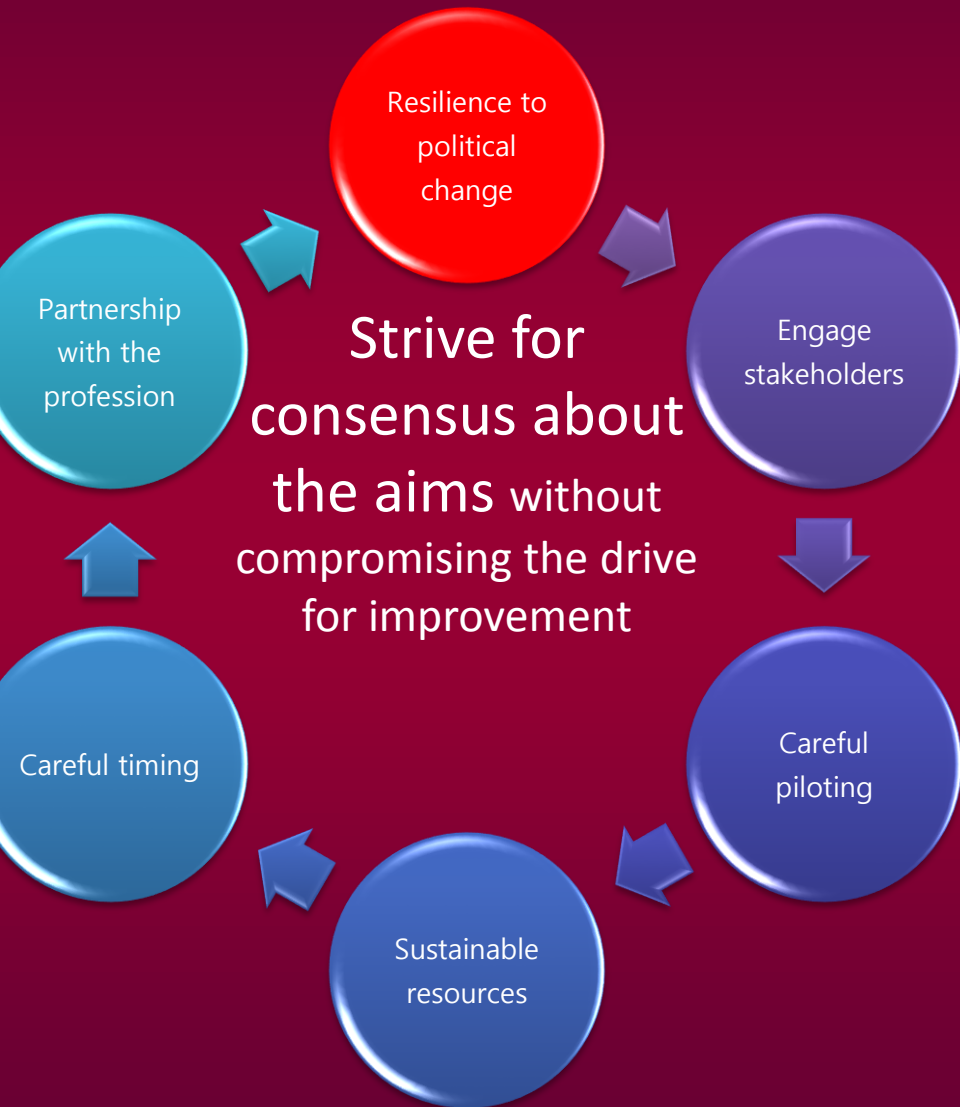 Resilience to
political
change
Engage
stakeholders
Careful
piloting
Sustainable
resources
Careful timing
Partnership
with the
profession
Strive for
consensus about
the aims without
compromising the drive
for improvement